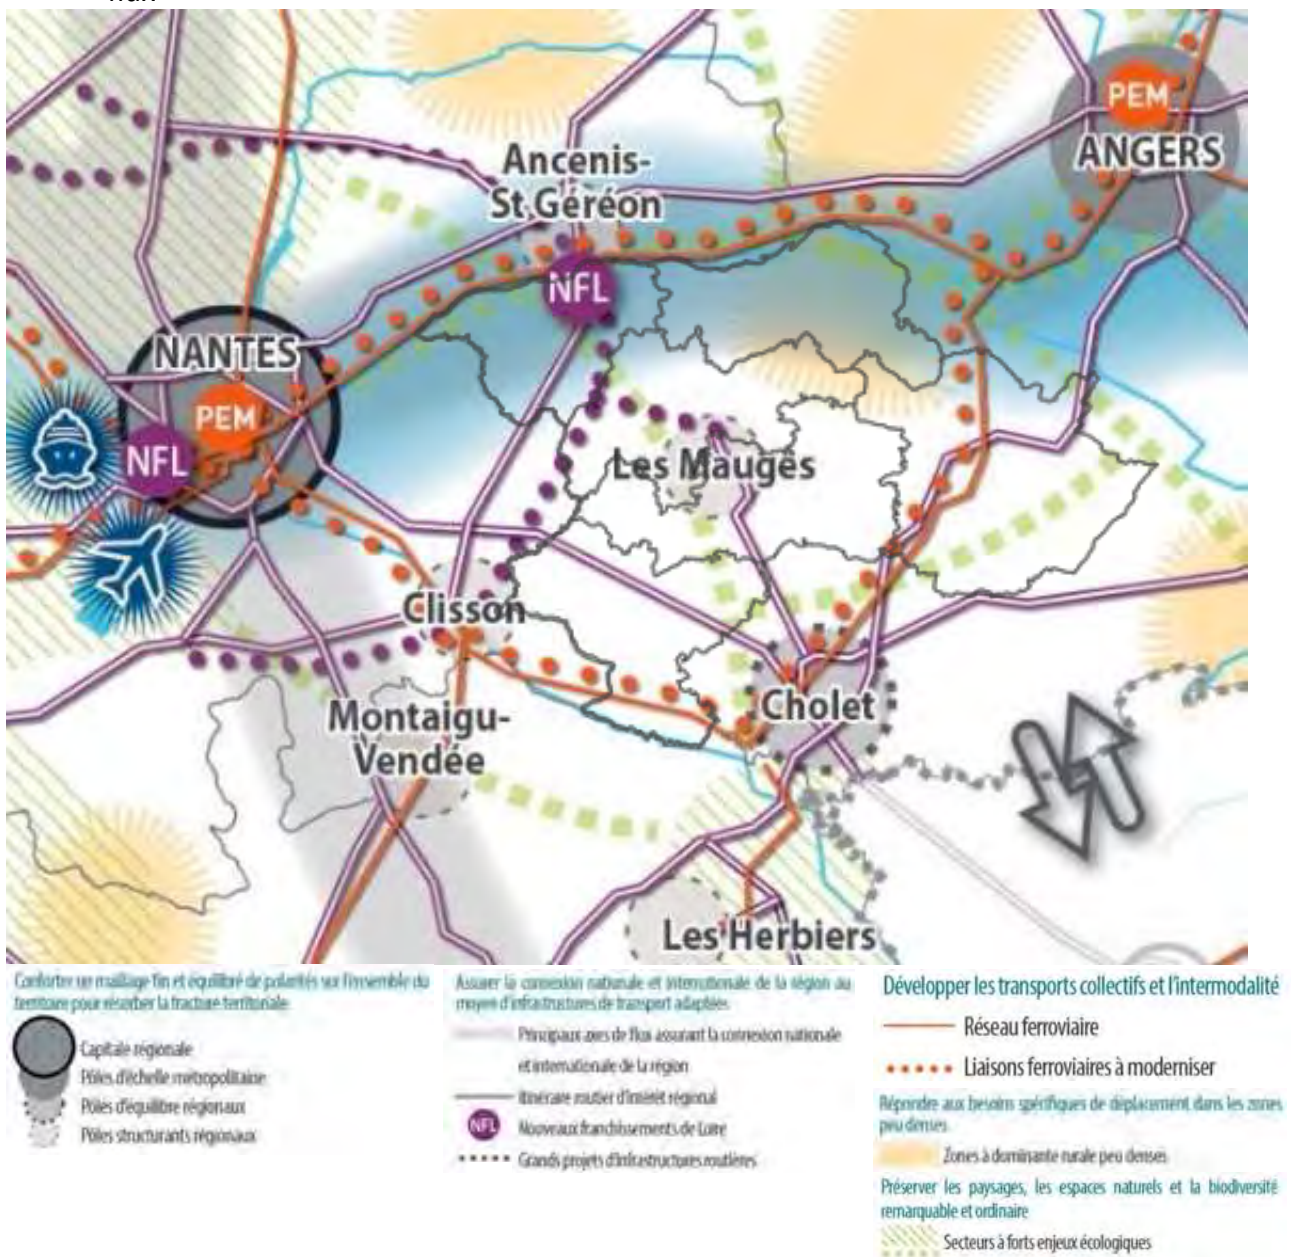 PEM
ANGERS
Ancenis-
St Géréon
NFL
NANTES
PEM
NFL
Les Mauges
Clisson
Cholet
Montaigu-
Vendée
Les Herbiers
Conforter un maillage fin et équilibré de polarités sur l'ensemble du
territoire pour résorber la fracture territoriale
Capitale régionale
Pôles d'échelle métropolitaine
Pôles d'équilibre régionaux
Pôles structurants régionaux
Assurer la connexion nationale et internationale de la région au
moyen d'infrastructures de transport adaptées
Principaux axes de flux assurant la connexion nationale
et internationale de la région
Itinéraire routier d'intérêt régional
NFL Nouveaux franchissements de Loire
Grands projets d'infrastructures routières
Développer les transports collectifs et l'intermodalité
Réseau ferroviaire
Liaisons ferroviaires à moderniser
Répondre aux besoins spécifiques de déplacement dans les zones
peu denses
Zones à dominante rurale peu denses
Préserver les paysages, les espaces naturels et la biodiversité
remarquable et ordinaire
Secteurs à forts enjeux écologiques